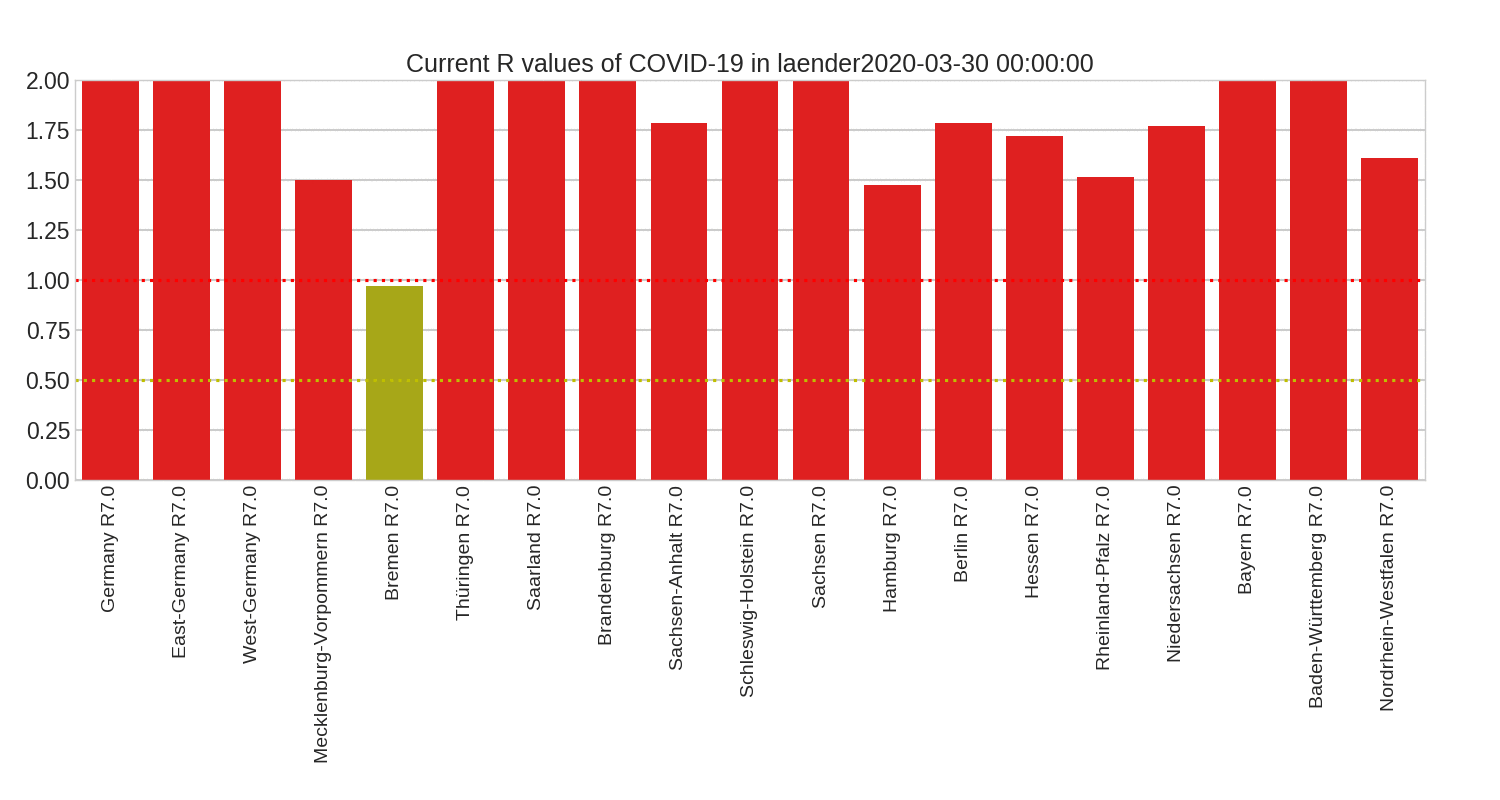 Current R values of COVID-19 in laender2020-03-30 00:00:00
2.00
1.75
1.50
1.25
1.00
0.75
0.50
0.25
0.00
Germany R7.0
East-Germany R7.0
West-Germany R7.0
Mecklenburg-Vorpommern R7.0
Bremen R7.0
Thüringen R7.0
Saarland R7.0
Brandenburg R7.0
Sachsen-Anhalt R7.0
Schleswig-Holstein R7.0
Sachsen R7.0
Hamburg R7.0
Berlin R7.0
Hessen R7.0
Rheinland-Pfalz R7.0
Niedersachsen R7.0
Bayern R7.0
Baden-Württemberg R7.0
Nordrhein-Westfalen R7.0